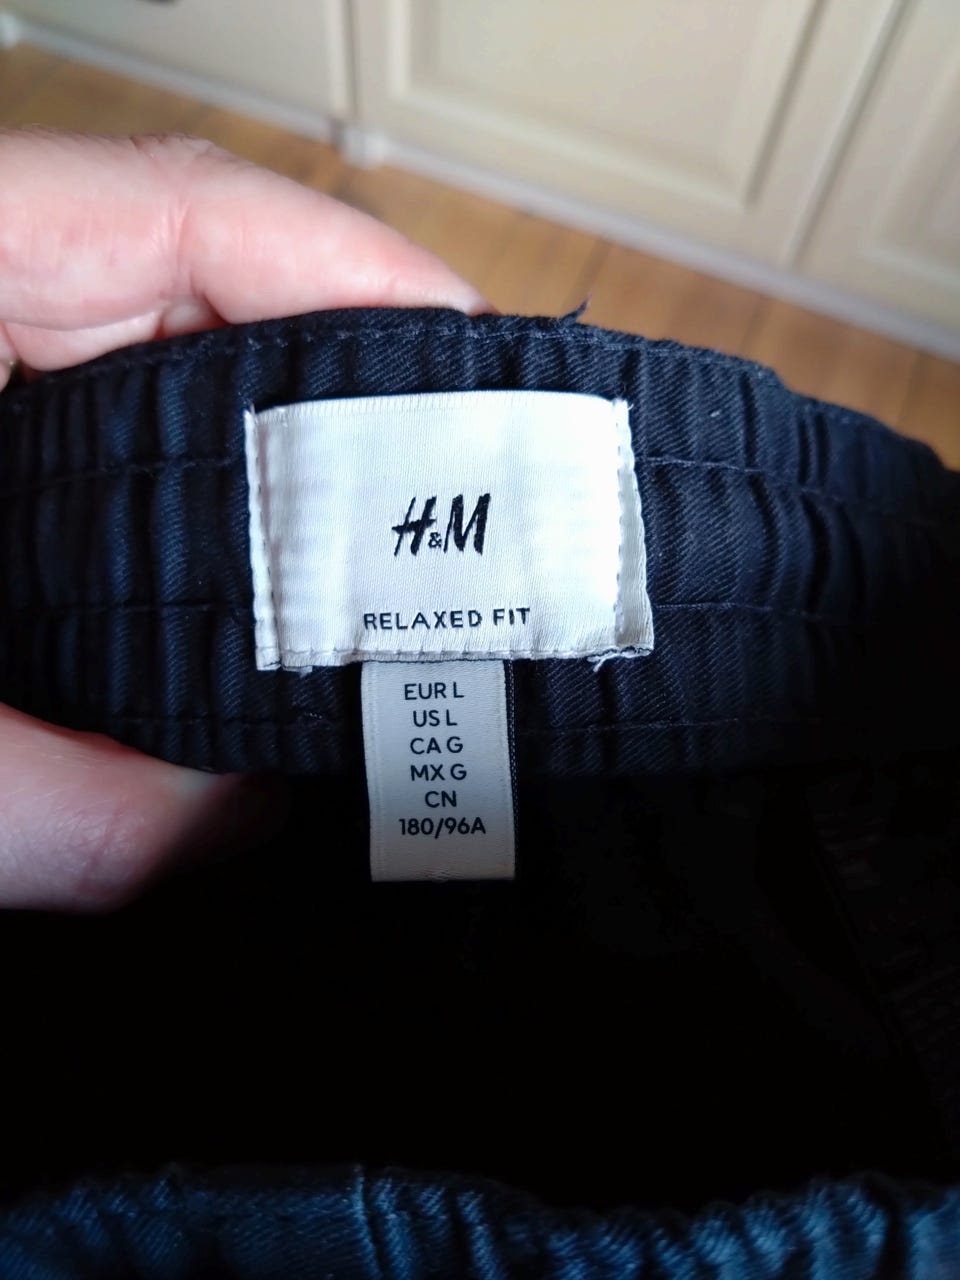 H&M
RELAXED FIT
EUR L
US L
CA G
MX G
CN
180/96A